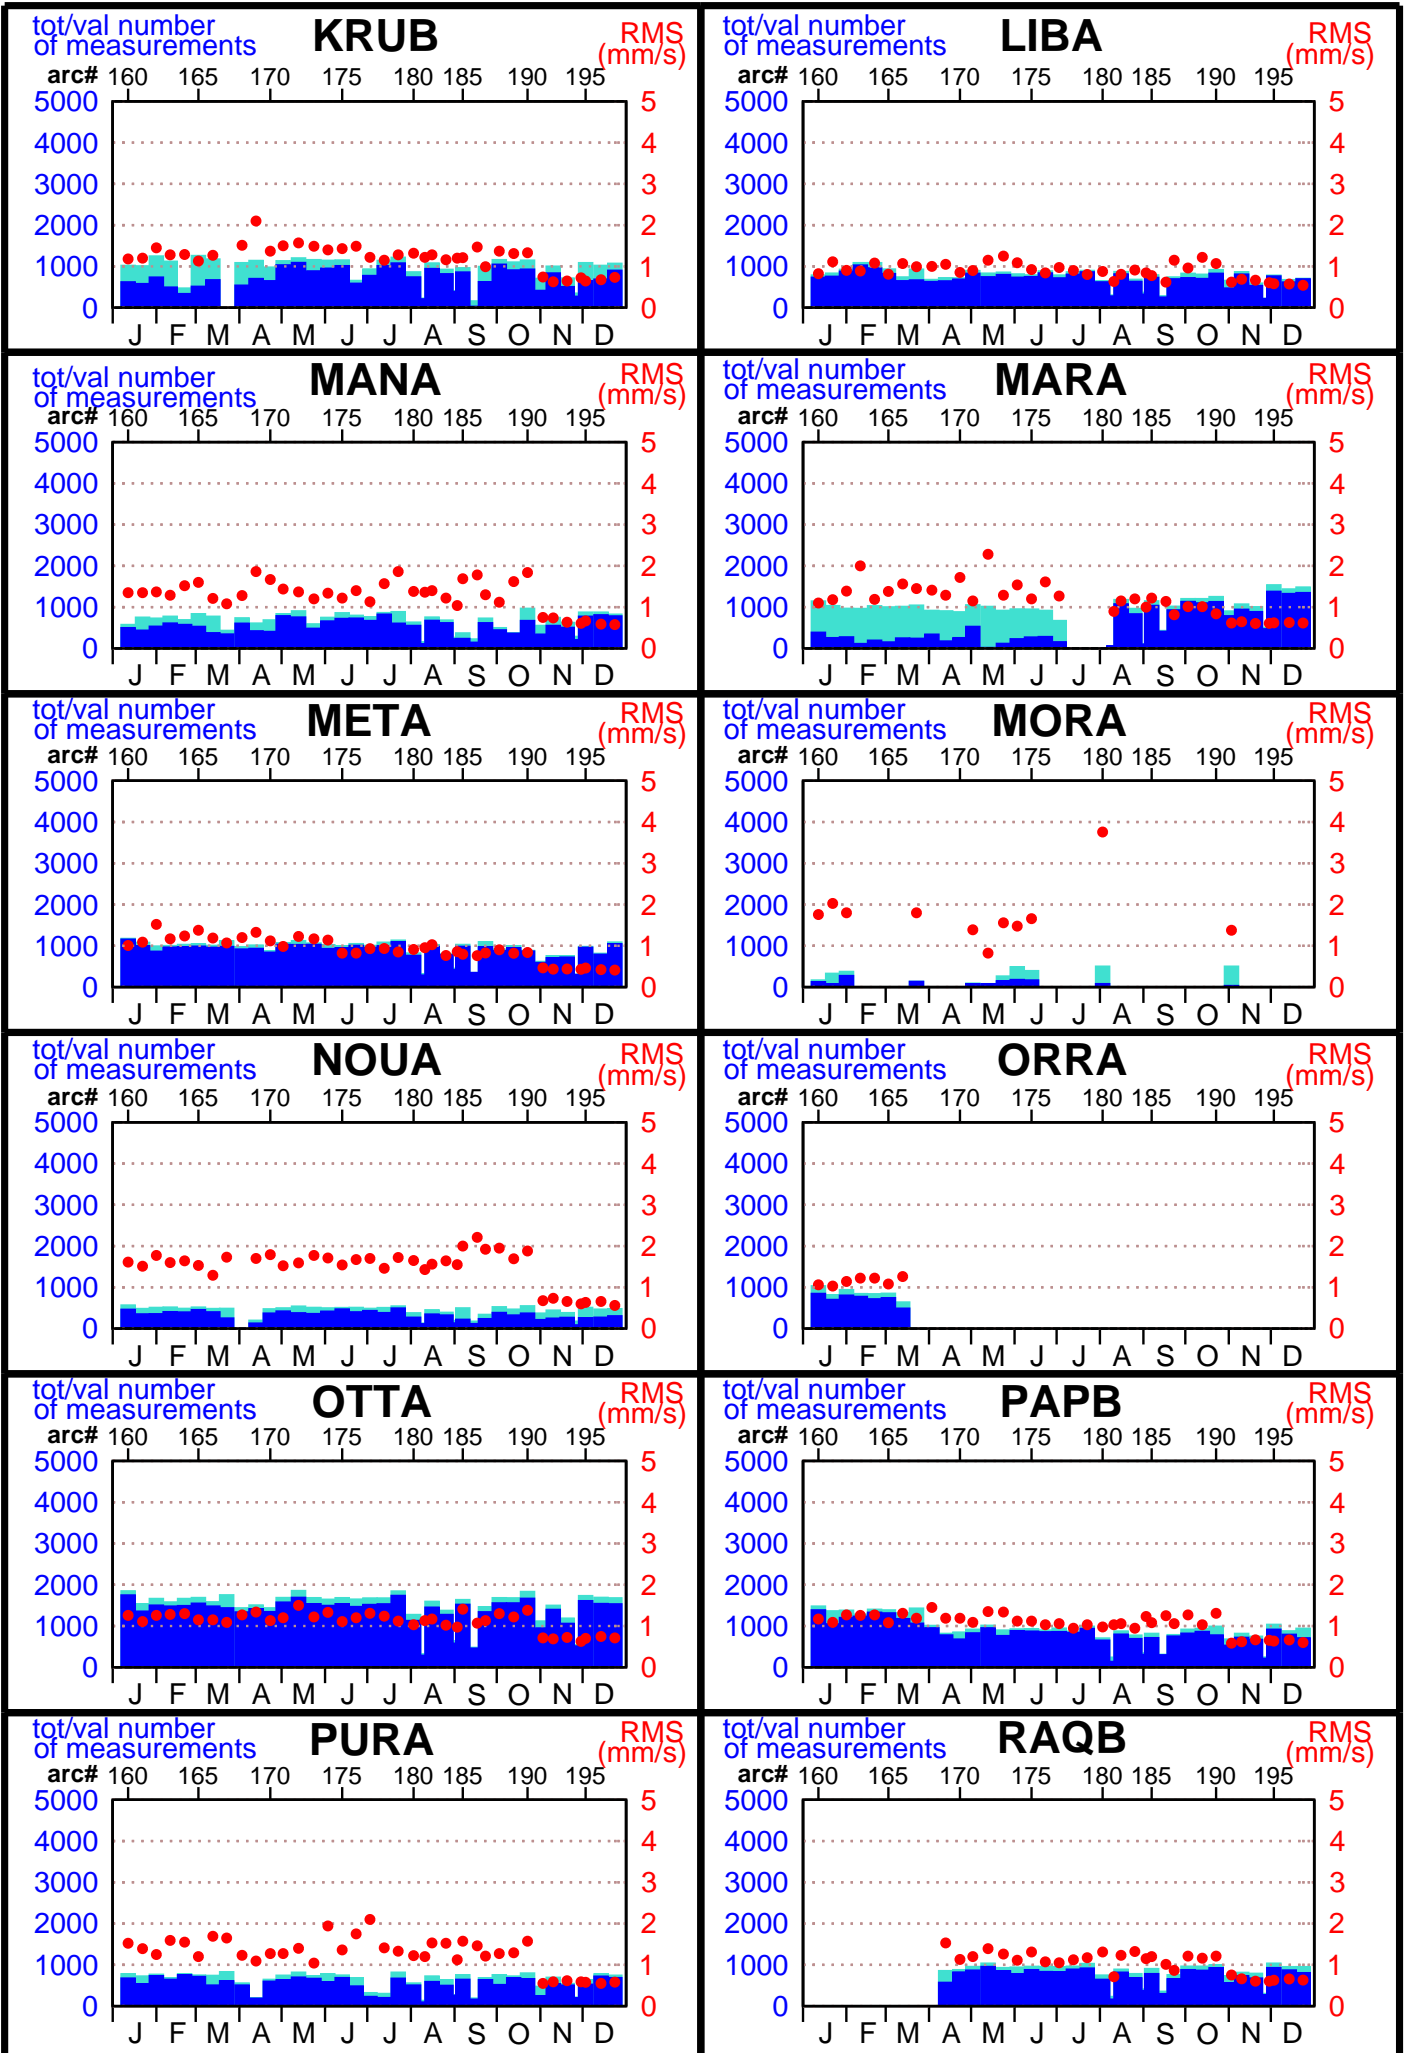 tot/val number KRUB RMS
of measurements (mm/s)
arc# 160 165 170 175 180 185 190 195
5000 5
4000 4
3000 3
2000 2
1000 1
0 0
J F M A M J J A S O N D
tot/val number LIBA RMS
of measurements (mm/s)
arc# 160 165 170 175 180 185 190 195
5000 5
4000 4
3000 3
2000 2
1000 1
0 0
J F M A M J J A S O N D
tot/val number MANA RMS
of measurements (mm/s)
arc# 160 165 170 175 180 185 190 195
5000 5
4000 4
3000 3
2000 2
1000 1
0 0
J F M A M J J A S O N D
tot/val number MARA RMS
of measurements (mm/s)
arc# 160 165 170 175 180 185 190 195
5000 5
4000 4
3000 3
2000 2
1000 1
0 0
J F M A M J J A S O N D
tot/val number META RMS
of measurements (mm/s)
arc# 160 165 170 175 180 185 190 195
5000 5
4000 4
3000 3
2000 2
1000 1
0 0
J F M A M J J A S O N D
tot/val number MORA RMS
of measurements (mm/s)
arc# 160 165 170 175 180 185 190 195
5000 5
4000 4
3000 3
2000 2
1000 1
0 0
J F M A M J J A S O N D
tot/val number NOUA RMS
of measurements (mm/s)
arc# 160 165 170 175 180 185 190 195
5000 5
4000 4
3000 3
2000 2
1000 1
0 0
J F M A M J J A S O N D
tot/val number ORRA RMS
of measurements (mm/s)
arc# 160 165 170 175 180 185 190 195
5000 5
4000 4
3000 3
2000 2
1000 1
0 0
J F M A M J J A S O N D
tot/val number OTTA RMS
of measurements (mm/s)
arc# 160 165 170 175 180 185 190 195
5000 5
4000 4
3000 3
2000 2
1000 1
0 0
J F M A M J J A S O N D
tot/val number PAPB RMS
of measurements (mm/s)
arc# 160 165 170 175 180 185 190 195
5000 5
4000 4
3000 3
2000 2
1000 1
0 0
J F M A M J J A S O N D
tot/val number PURA RMS
of measurements (mm/s)
arc# 160 165 170 175 180 185 190 195
5000 5
4000 4
3000 3
2000 2
1000 1
0 0
J F M A M J J A S O N D
tot/val number RAQB RMS
of measurements (mm/s)
arc# 160 165 170 175 180 185 190 195
5000 5
4000 4
3000 3
2000 2
1000 1
0 0
J F M A M J J A S O N D